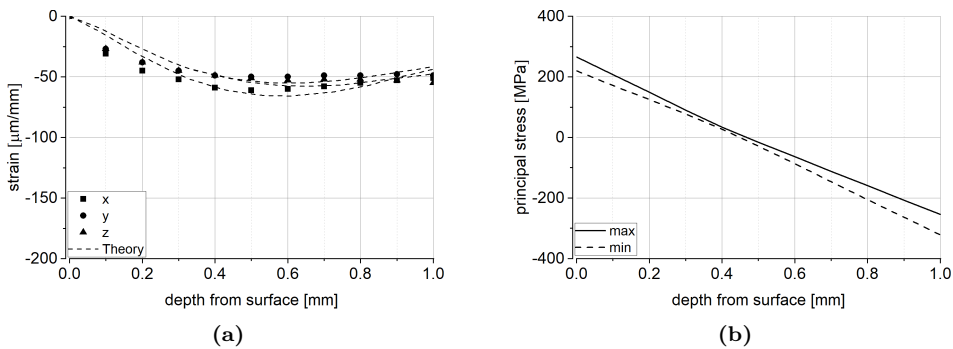 0
-50
-100
-150
-200
strain [µm/mm]
x
y
z
Theory
0.0 0.2 0.4 0.6 0.8 1.0
depth from surface [mm]
(a)
400
200
0
-200
-400
principal stress [MPa]
max
min
0.0 0.2 0.4 0.6 0.8 1.0
depth from surface [mm]
(b)